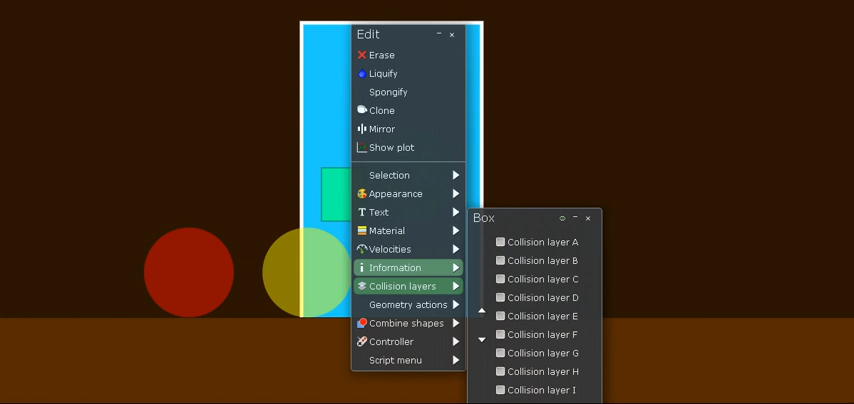 Edit
Erase
Liquify
Spongify
Clone
Mirror
Show plot
Selection
Appearance
Text
Material
Velocities
Information
Collision layers
Geometry actions
Combine shapes
Controller
Script menu
Box
Collision layer A
Collision layer B
Collision layer C
Collision layer D
Collision layer E
Collision layer F
Collision layer G
Collision layer H
Collision layer I